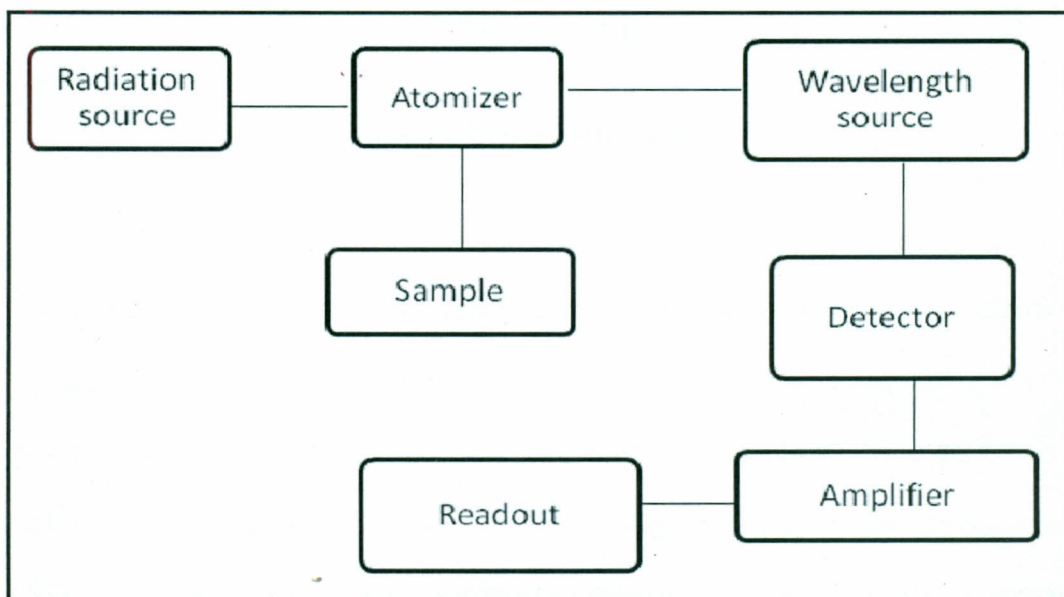 Radiation
source
Atomizer
Wavelength
source
Sample
Detector
Amplifier
Readout